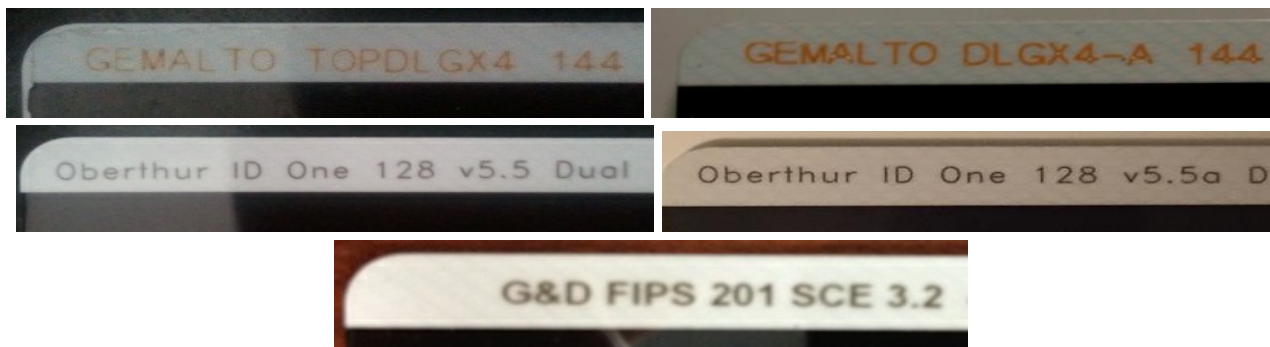 GEMALTO TOPDLGX4 144
GEMALTO DLGX4-A 144
Oberthur ID One 128 v5.5 Dual
Oberthur ID One 128 v5.5a D
G&D FIPS 201 SCE 3.2